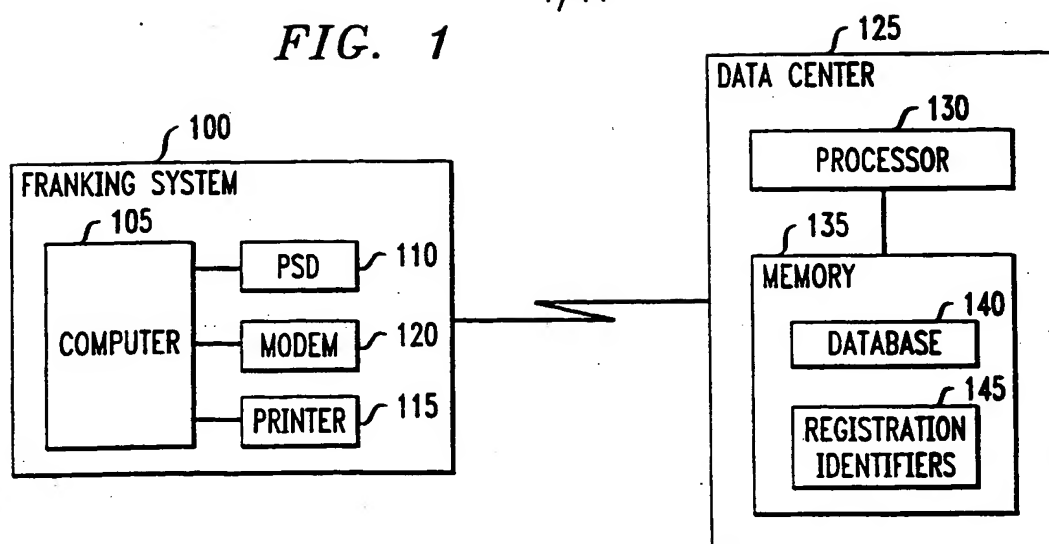 FIG. 1
100
FRANKING SYSTEM
105
COMPUTER
PSD
110
MODEM
120
PRINTER
115
125
DATA CENTER
130
PROCESSOR
135
MEMORY
140
DATABASE
145
REGISTRATION
IDENTIFIERS